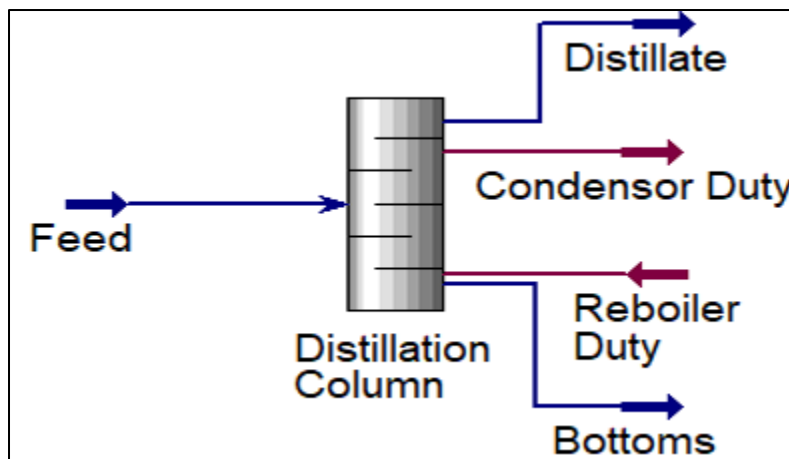 Distillate
Condensor Duty
Feed
Reboiler
Duty
Distillation
Column
Bottoms